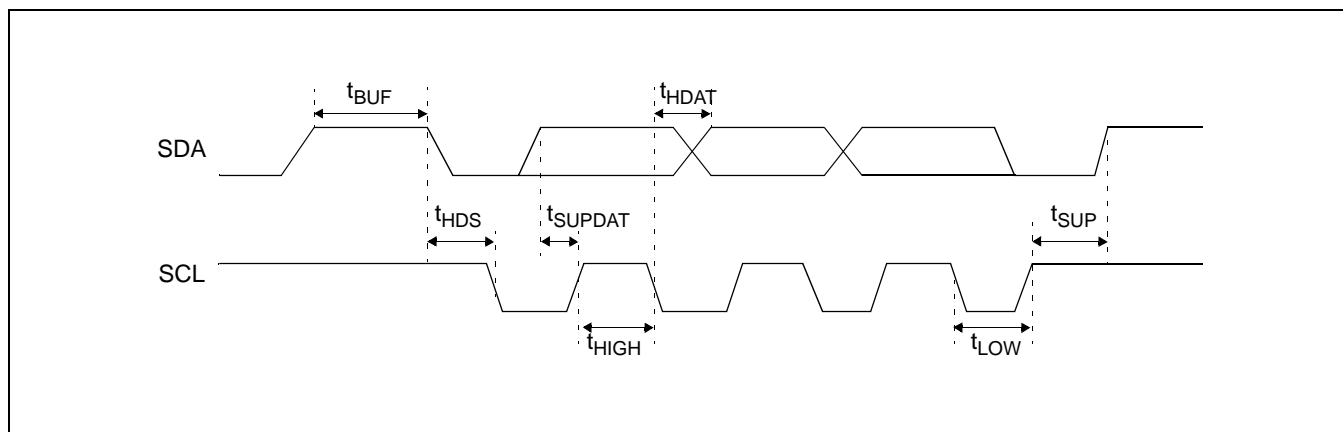 tBUF
tHDAT
SDA
tHDS
tSUPDAT
tSUP
SCL
tHIGH
tLOW